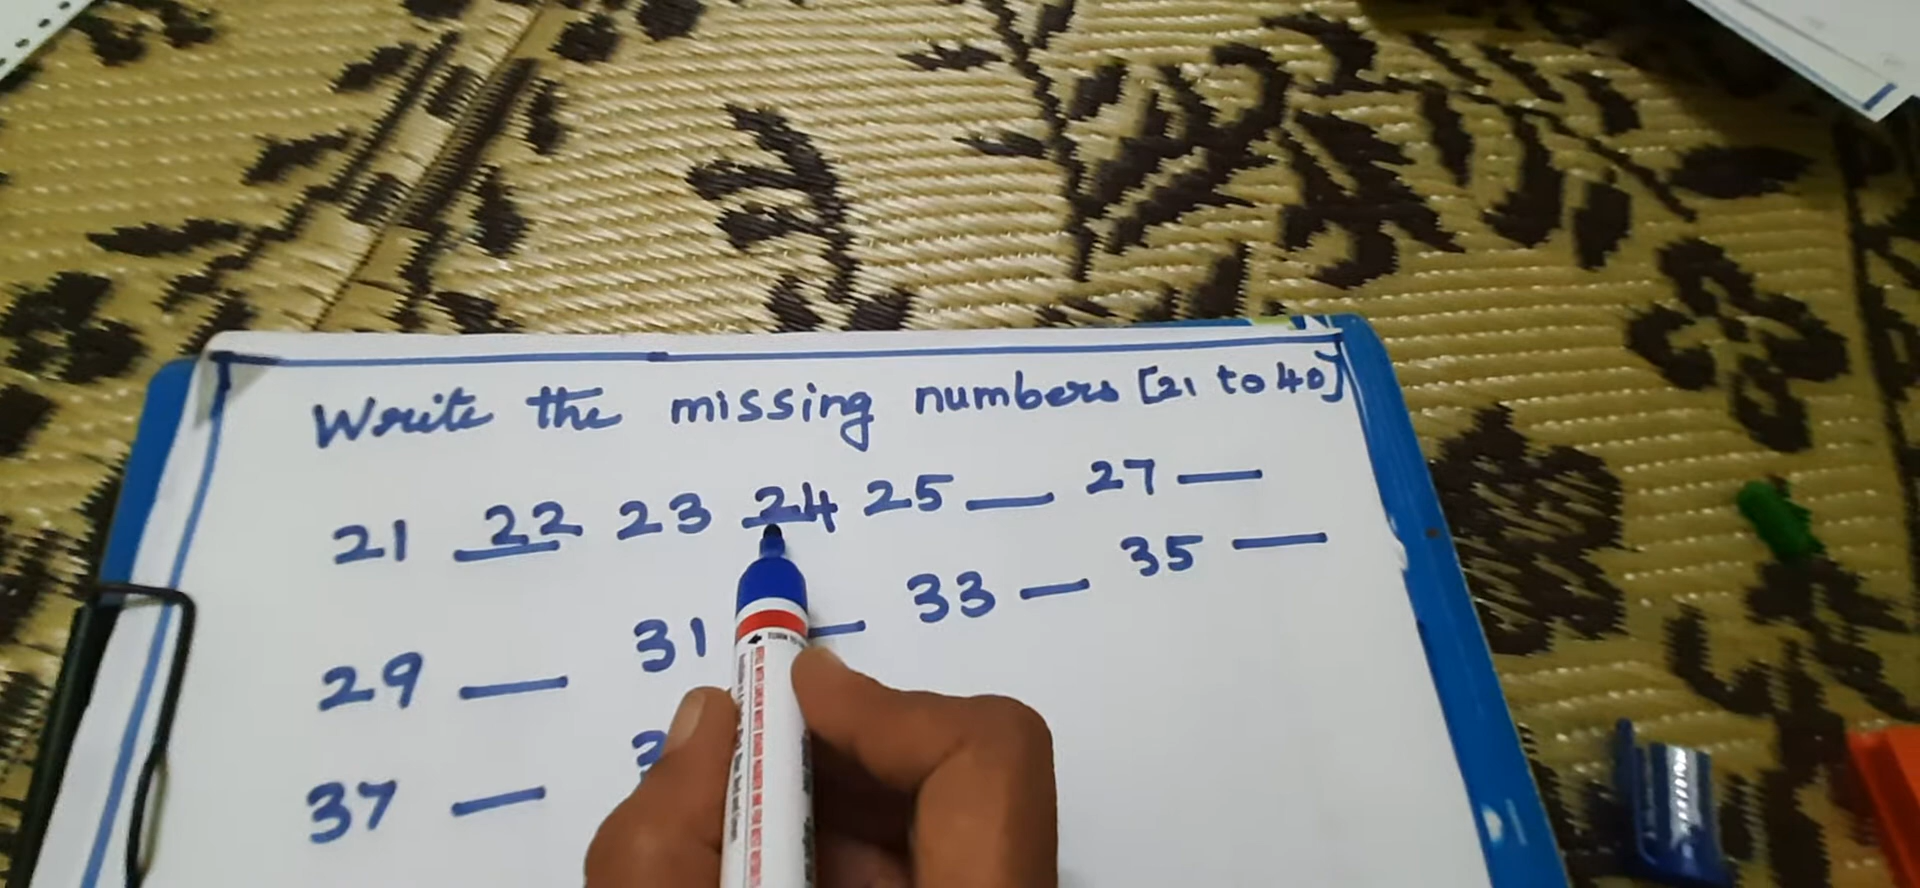 Write the missing numbers [21 to 40]
21 22 23 24 25 __ 27 __
29 __ 31 __ 33 __ 35 __
37 __